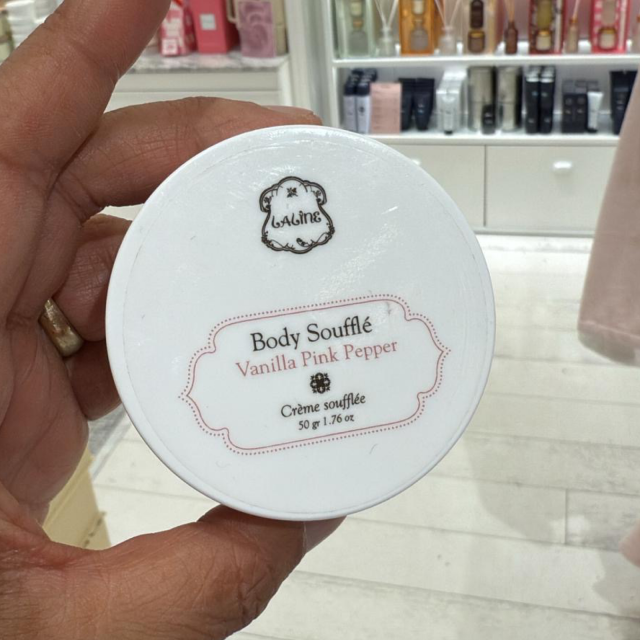 LALINE
Body Soufflé
Vanilla Pink Pepper
Crème soufflée
50 gr 1.76 oz